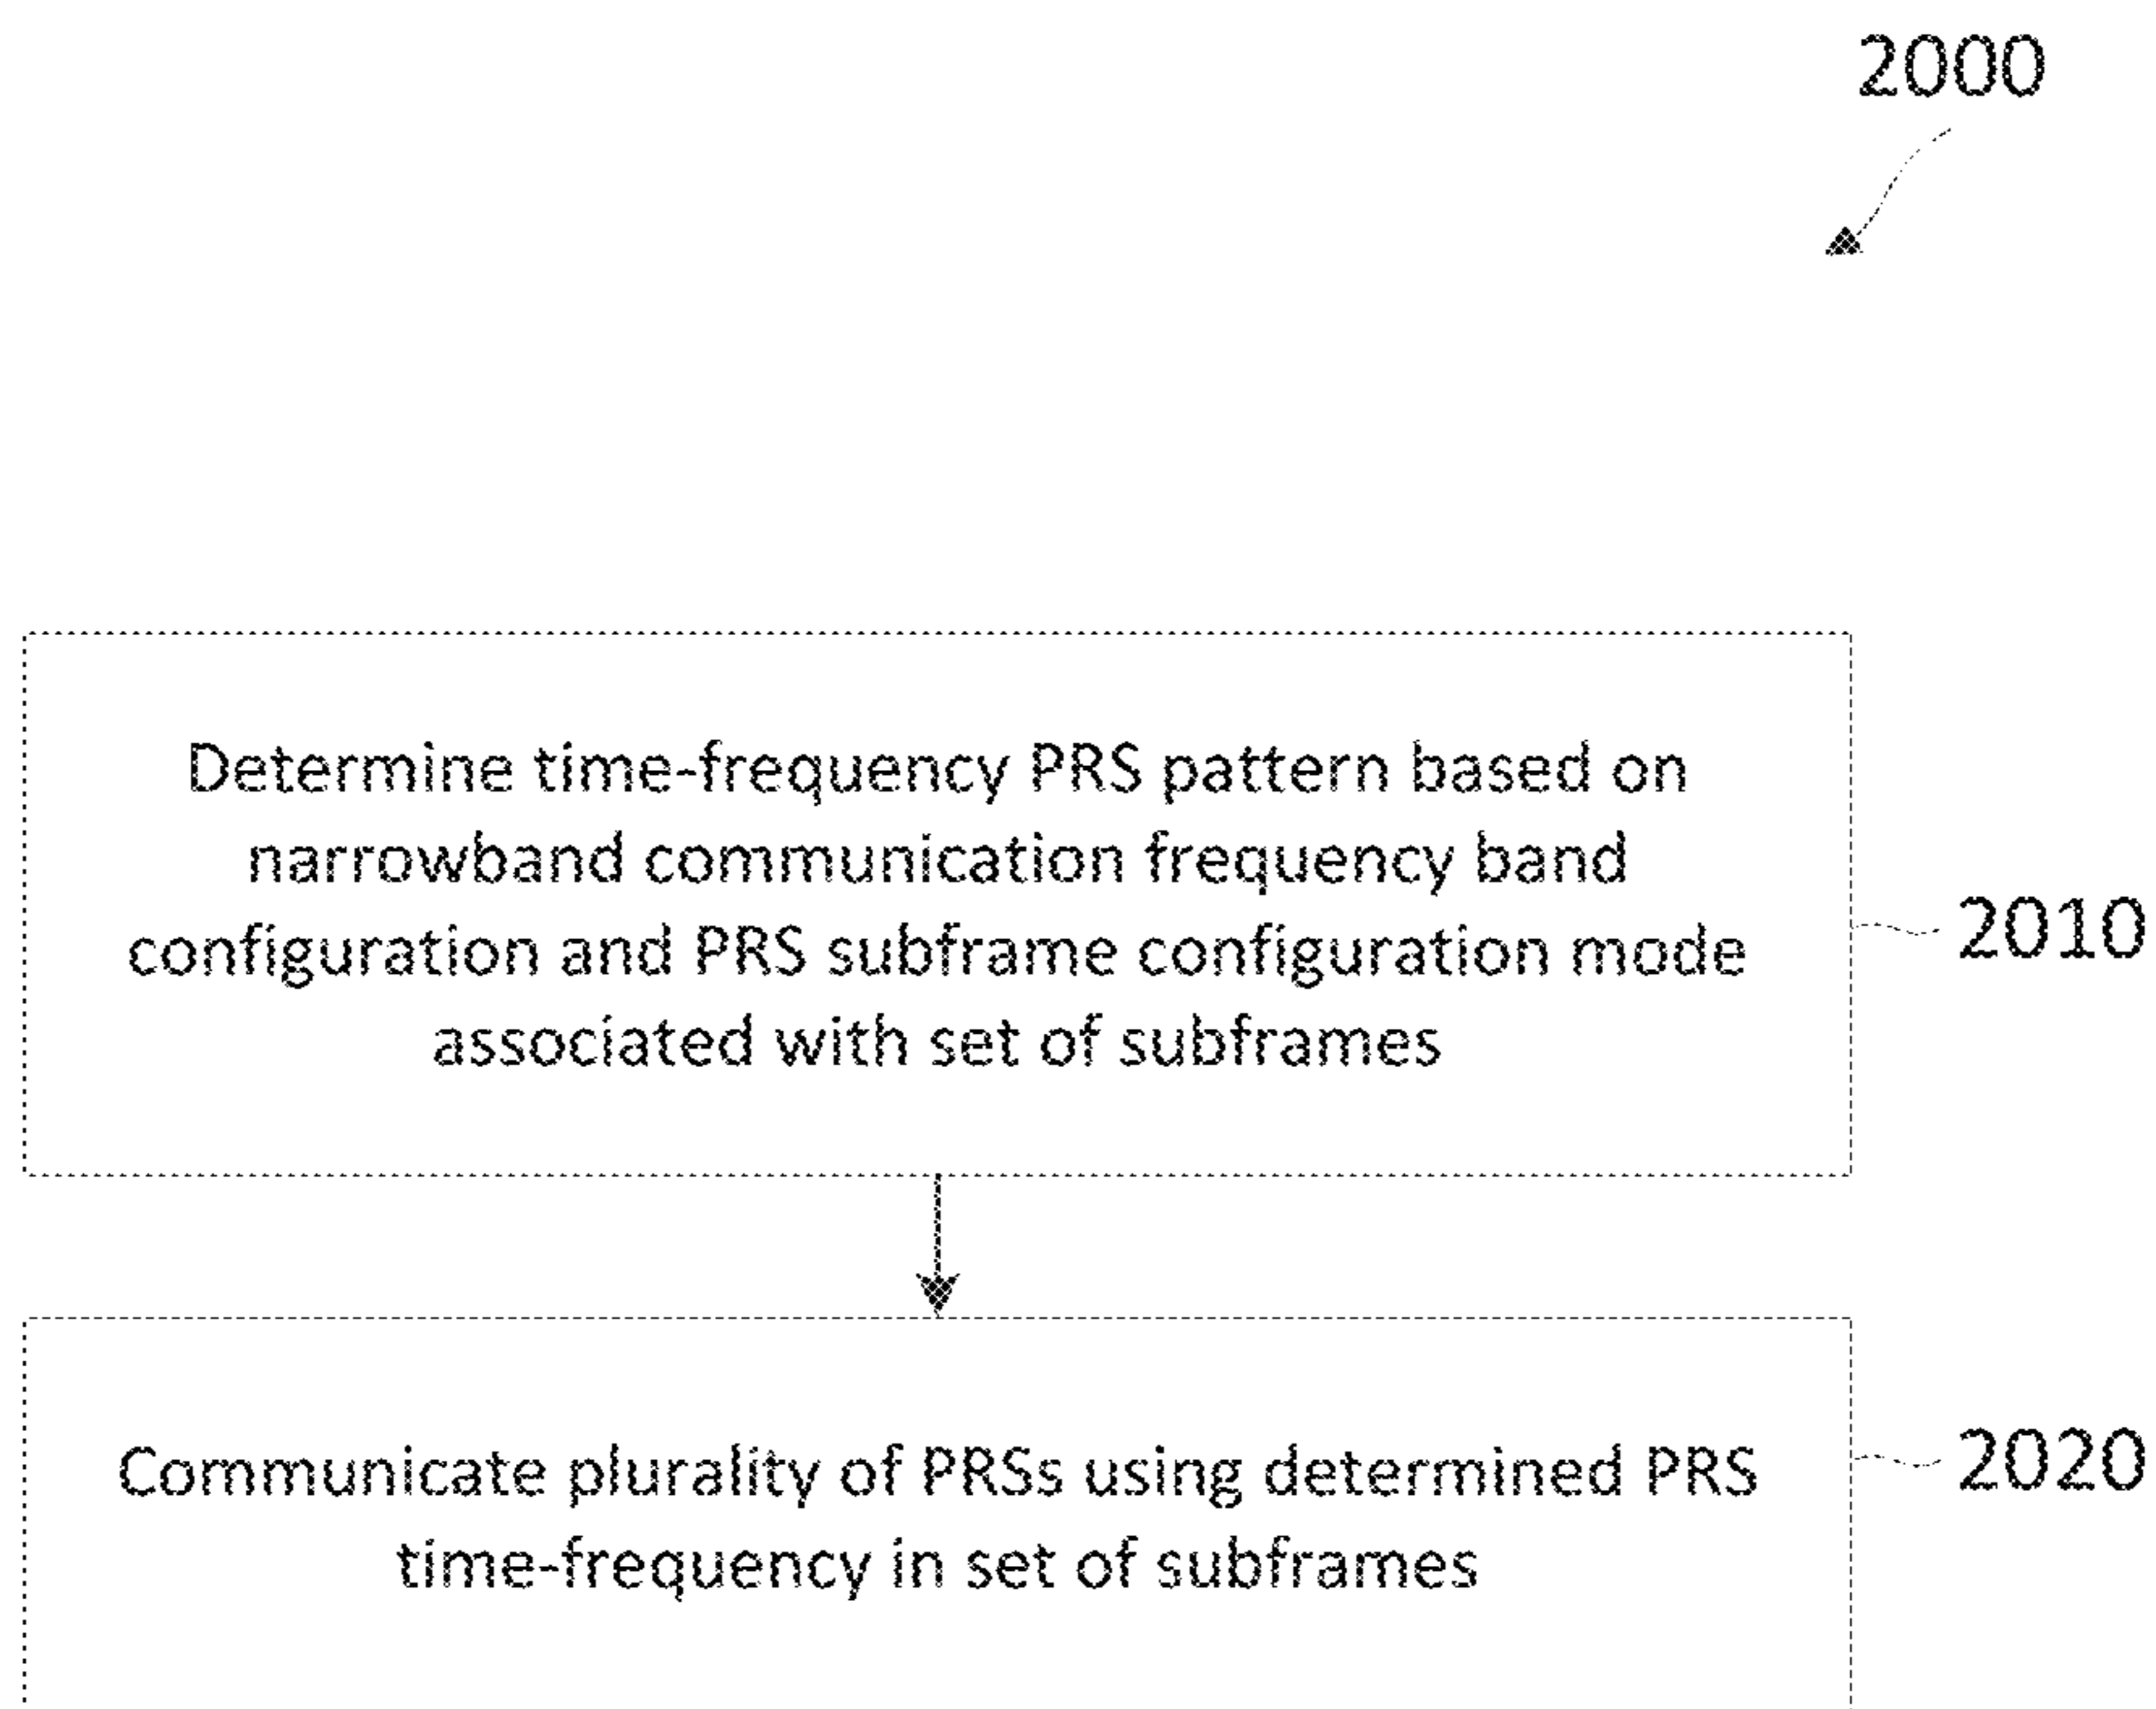 2000
Determine time-frequency PRS pattern based on
narrowband communication frequency band
configuration and PRS subframe configuration mode
associated with set of subframes
2010
Communicate plurality of PRSs using determined PRS
time-frequency in set of subframes
2020